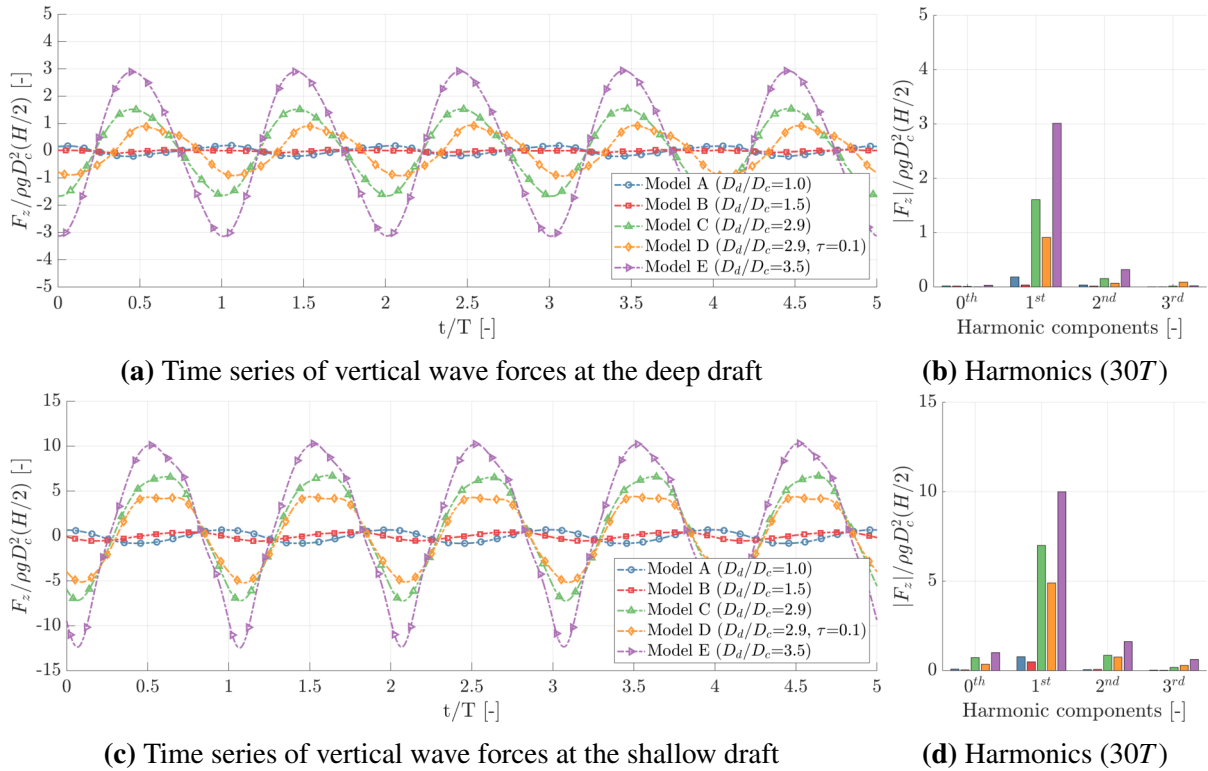 F_z/ρgD_c^2(H/2) [-]
5
4
3
2
1
0
-1
-2
-3
-4
-5
0 0.5 1 1.5 2 2.5 3 3.5 4 4.5 5
t/T [-]
Model A (D_d/D_c=1.0)
Model B (D_d/D_c=1.5)
Model C (D_d/D_c=2.9)
Model D (D_d/D_c=2.9, τ=0.1)
Model E (D_d/D_c=3.5)
(a) Time series of vertical wave forces at the deep draft
|F_z|/ρgD_c^2(H/2)
5
4
3
2
1
0
0^th 1^st 2^nd 3^rd
Harmonic components [-]
(b) Harmonics (30T)
F_z/ρgD_c^2(H/2) [-]
15
10
5
0
-5
-10
-15
0 0.5 1 1.5 2 2.5 3 3.5 4 4.5 5
t/T [-]
Model A (D_d/D_c=1.0)
Model B (D_d/D_c=1.5)
Model C (D_d/D_c=2.9)
Model D (D_d/D_c=2.9, τ=0.1)
Model E (D_d/D_c=3.5)
(c) Time series of vertical wave forces at the shallow draft
|F_z|/ρgD_c^2(H/2)
15
10
5
0
0^th 1^st 2^nd 3^rd
Harmonic components [-]
(d) Harmonics (30T)